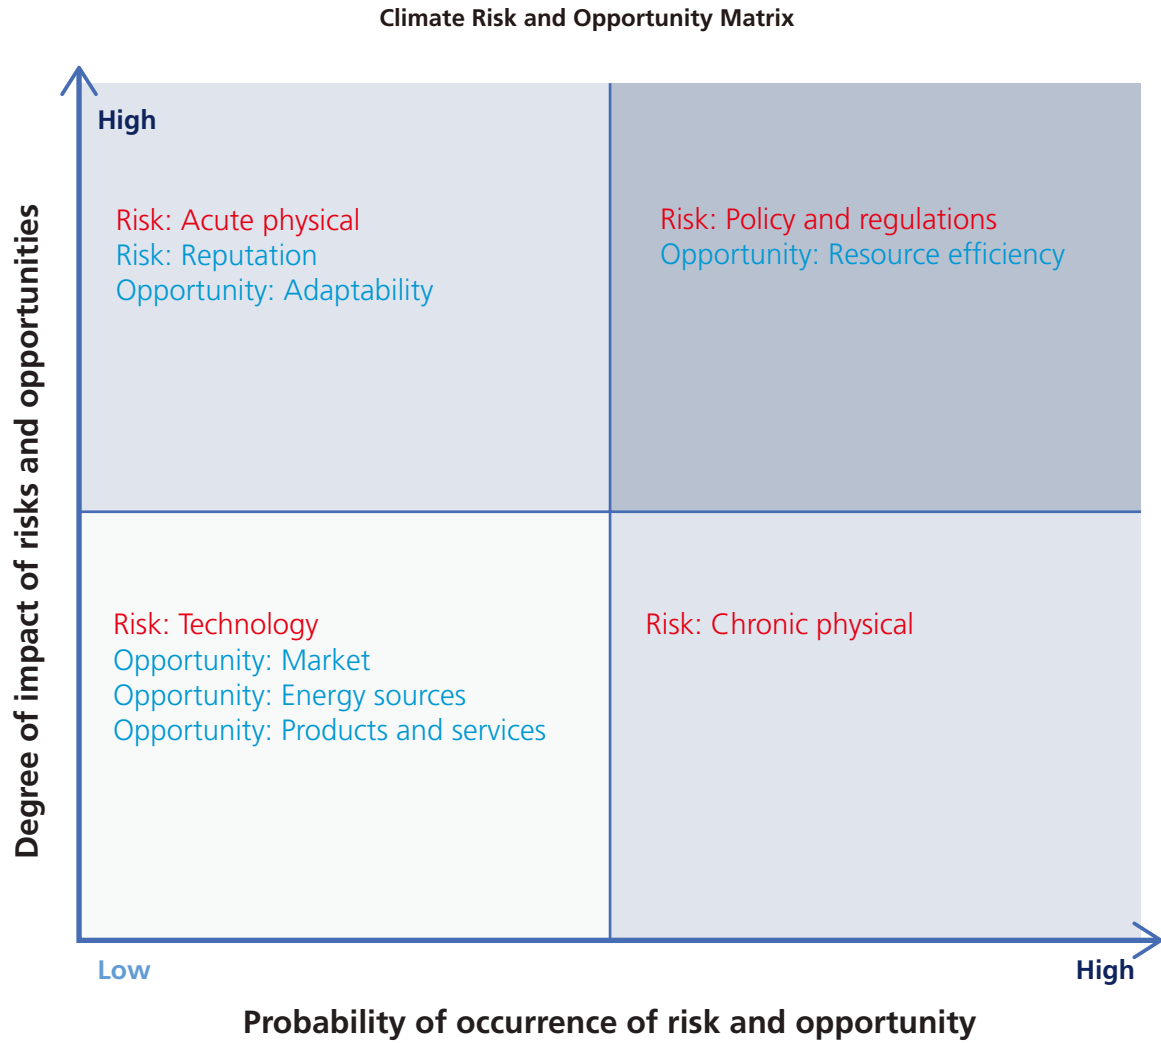 Climate Risk and Opportunity Matrix
High
Degree of impact of risks and opportunities
Risk: Acute physical
Risk: Reputation
Opportunity: Adaptability
Risk: Policy and regulations
Opportunity: Resource efficiency
Risk: Technology
Opportunity: Market
Opportunity: Energy sources
Opportunity: Products and services
Risk: Chronic physical
Low
High
Probability of occurrence of risk and opportunity